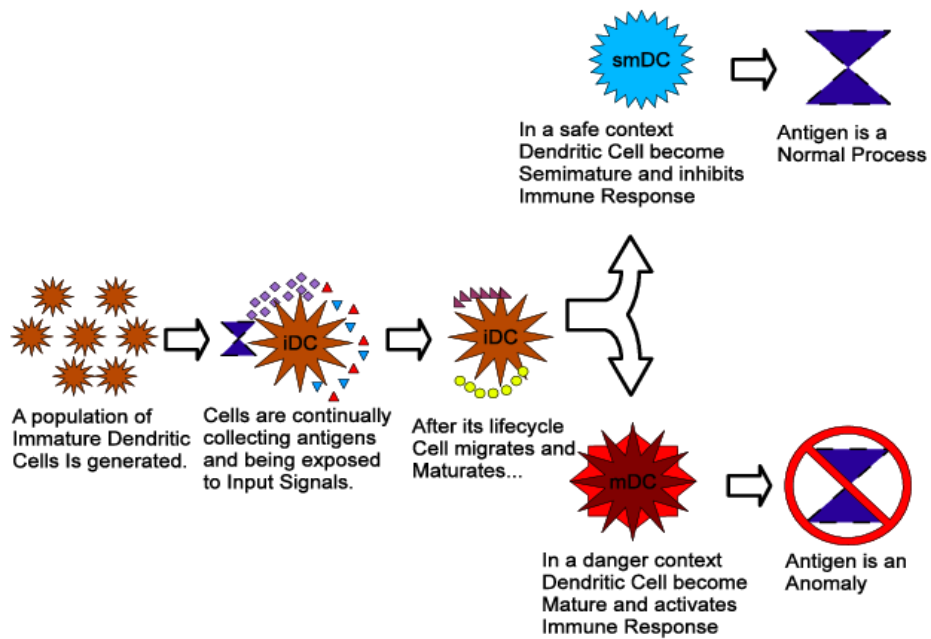 smDC
In a safe context
Dendritic Cell become
Semimature and inhibits
Immune Response
Antigen is a
Normal Process
iDC
iDC
A population of
Immature Dendritic
Cells Is generated.
Cells are continually
collecting antigens
and being exposed
to Input Signals.
After its lifecycle
Cell migrates and
Maturates...
mDC
In a danger context
Dendritic Cell become
Mature and activates
Immune Response
Antigen is an
Anomaly